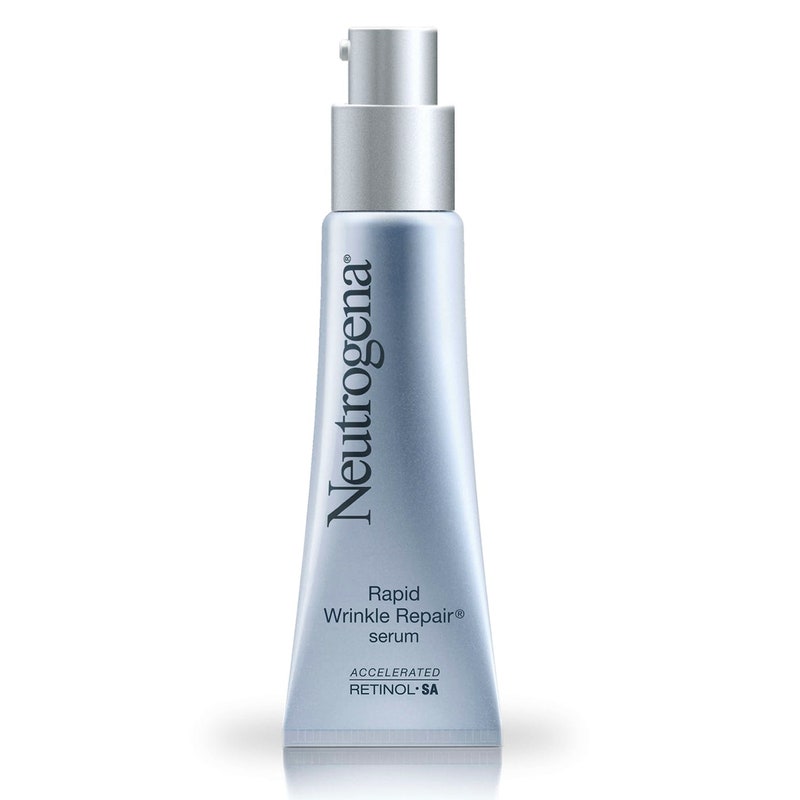 Neutrogena®
Rapid
Wrinkle Repair®
serum
ACCELERATED
RETINOL·SA